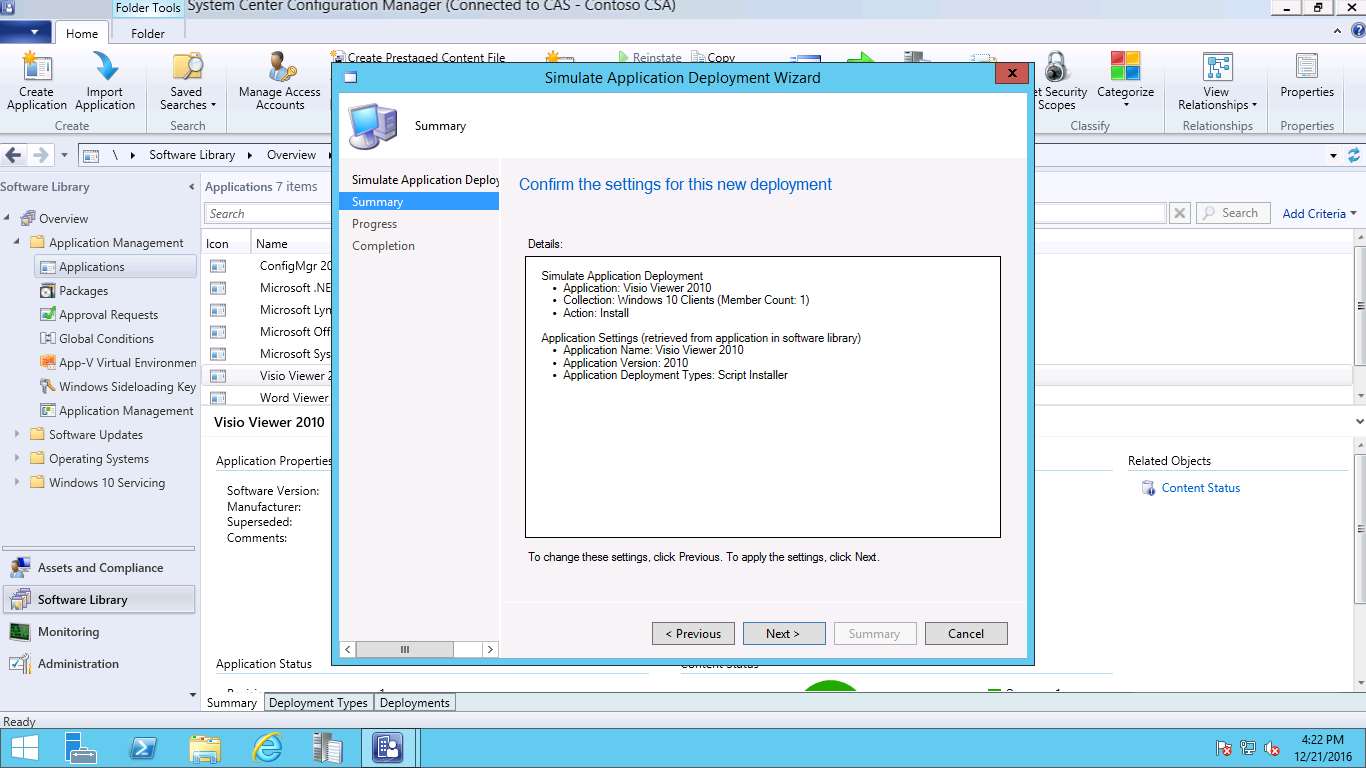 Folder Tools
System Center Configuration Manager (Connected to CAS - Contoso CSA)
Home
Folder
Create Application
Import Application
Create
Saved Searches
Search
Manage Access Accounts
Create Prestaged Content File
Reinstate
Copy
Security Scopes
Categorize
Classify
View Relationships
Relationships
Properties
Properties
\ Software Library Overview
Software Library
Overview
Application Management
Applications
Packages
Approval Requests
Global Conditions
App-V Virtual Environmen
Windows Sideloading Key
Application Management
Software Updates
Operating Systems
Windows 10 Servicing
Assets and Compliance
Software Library
Monitoring
Administration
Applications 7 items
Search
Search
Add Criteria
Icon
Name
ConfigMgr 20
Microsoft .NE
Microsoft Lyn
Microsoft Off
Microsoft Sys
Visio Viewer 2
Word Viewer
Visio Viewer 2010
Application Properties
Software Version:
Manufacturer:
Superseded:
Comments:
Related Objects
Content Status
Application Status
Content Status
Summary
Deployment Types
Deployments
Simulate Application Deployment Wizard
Summary
Simulate Application Deploy
Summary
Progress
Completion
Confirm the settings for this new deployment
Details:
Simulate Application Deployment
• Application: Visio Viewer 2010
• Collection: Windows 10 Clients (Member Count: 1)
• Action: Install
Application Settings (retrieved from application in software library)
• Application Name: Visio Viewer 2010
• Application Version: 2010
• Application Deployment Types: Script Installer
To change these settings, click Previous. To apply the settings, click Next.
< Previous
Next >
Summary
Cancel
Ready
4:22 PM
12/21/2016